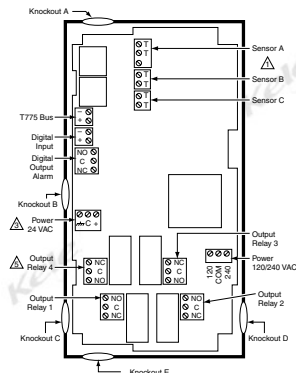 Knockout A
T
T
Sensor A
1
T
T
Sensor B
T
T
Sensor C
T775 Bus
−
+
Digital
Input
−
+
Digital
Output
Alarm
NO
C
NC
Knockout B
3
Power
24 VAC
C +
Output
Relay 3
5
Output
Relay 4
NC
C
NO
NC
C
NO
120
COM
240
Power
120/240 VAC
Output
Relay 1
NO
C
NC
NO
C
NC
Output
Relay 2
Knockout C
Knockout D
Knockout E